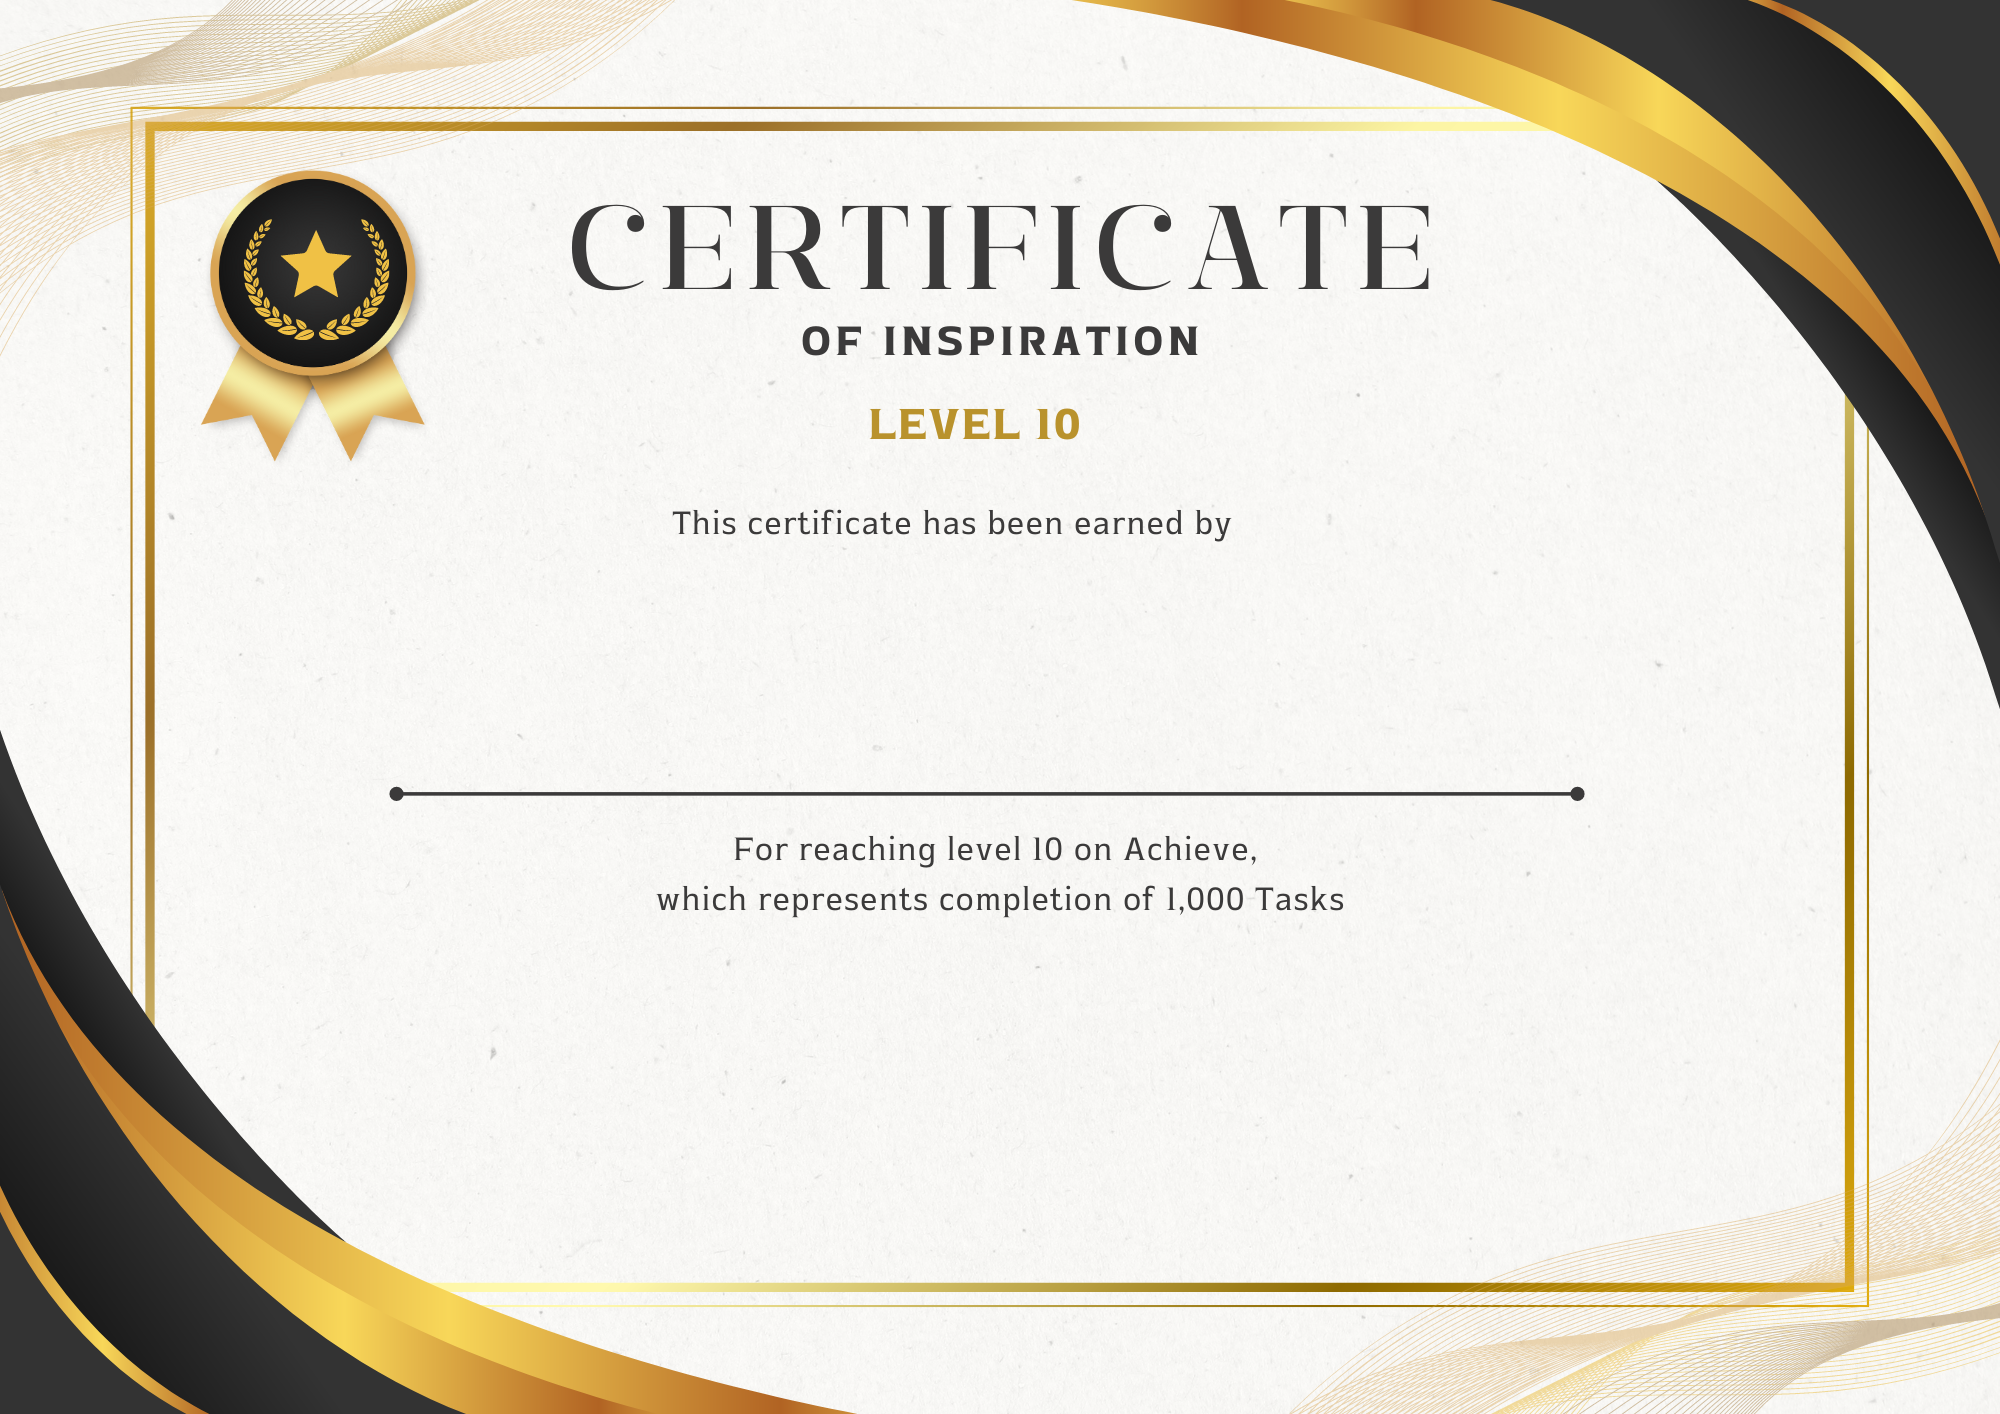 CERTIFICATE
OF INSPIRATION
LEVEL 10
This certificate has been earned by
For reaching level 10 on Achieve,
which represents completion of 1,000 Tasks